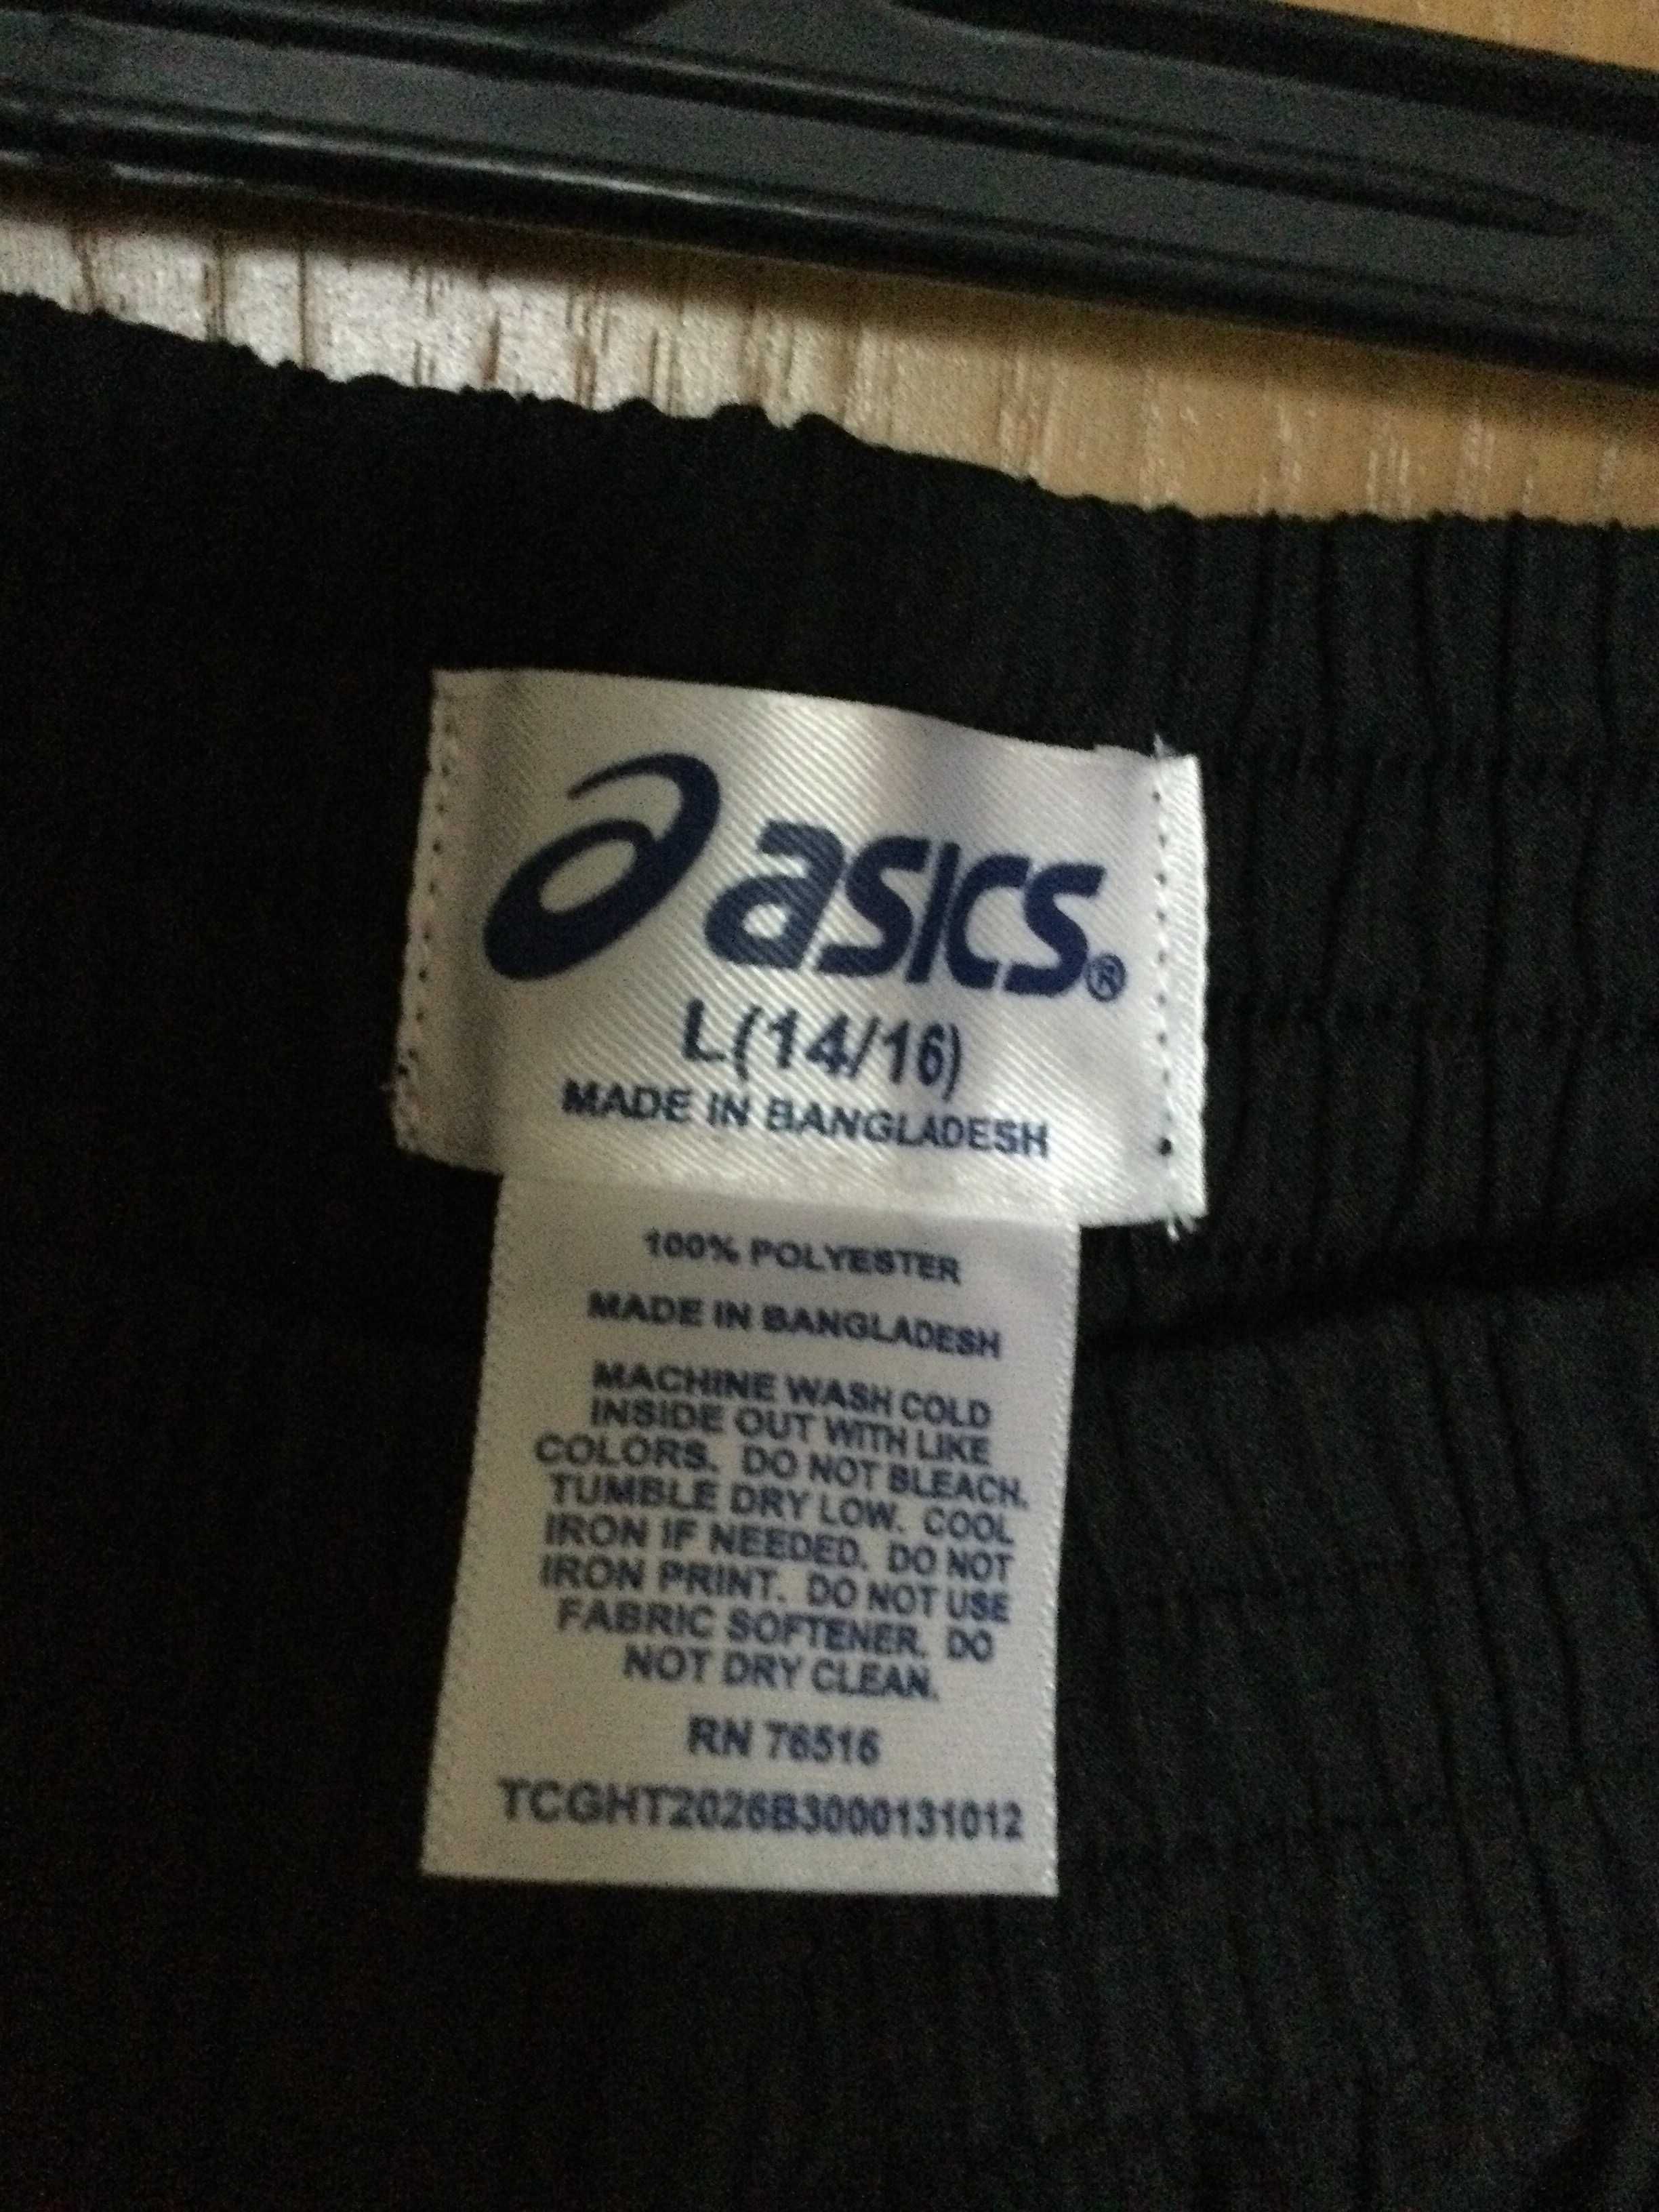 asics®
L(14/16)
MADE IN BANGLADESH
100% POLYESTER
MADE IN BANGLADESH
MACHINE WASH COLD
INSIDE OUT WITH LIKE
COLORS. DO NOT BLEACH.
TUMBLE DRY LOW. COOL
IRON IF NEEDED. DO NOT
IRON PRINT. DO NOT USE
FABRIC SOFTENER. DO
NOT DRY CLEAN.
RN 76516
TCGHT2026B3000131012